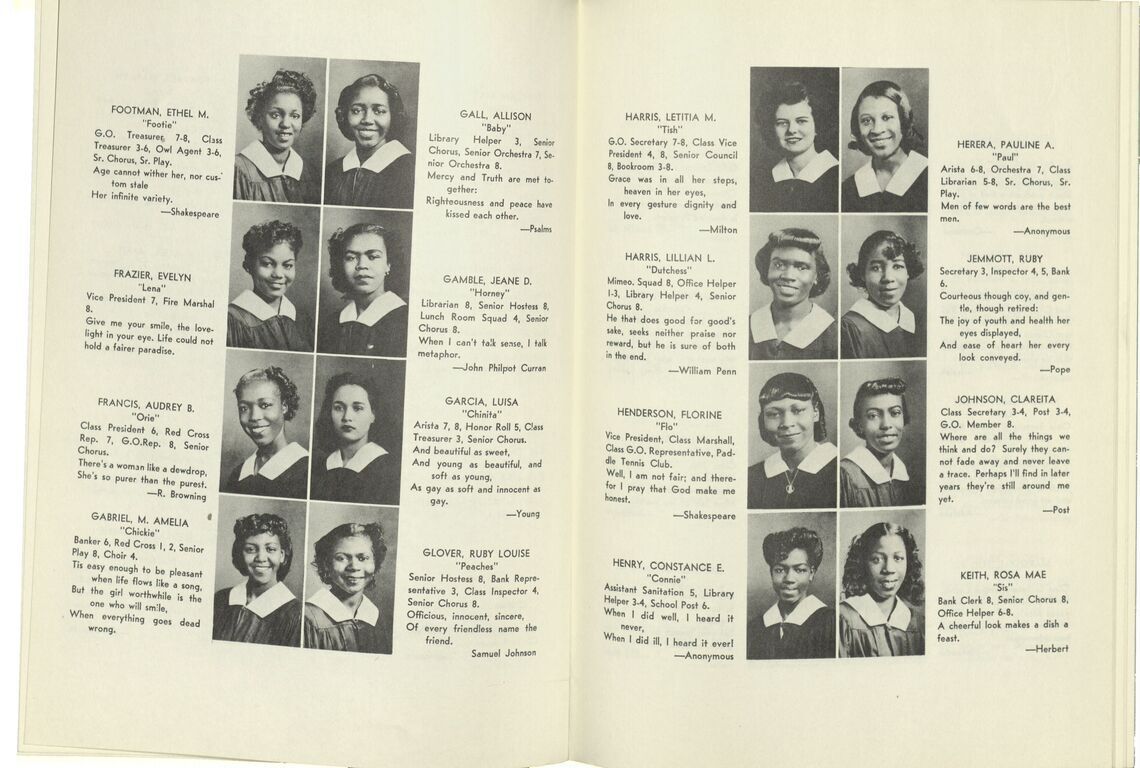 FOOTMAN, ETHEL M.
"Footie"
G.O. Treasurer 7-8, Class
Treasurer 3-6, Owl Agent 3-6,
Sr. Chorus, Sr. Play.
Age cannot wither her, nor cus-
tom stale
Her infinite variety.
—Shakespeare
FRAZIER, EVELYN
"Lena"
Vice President 7, Fire Marshal
8.
Give me your smile, the love-
light in your eye. Life could not
hold a fairer paradise.
FRANCIS, AUDREY B.
"Orie"
Class President 6, Red Cross
Rep. 7, G.O.Rep. 8, Senior
Chorus.
There's a woman like a dewdrop,
She's so purer than the purest.
—R. Browning
GABRIEL, M. AMELIA
"Chickie"
Banker 6, Red Cross 1, 2, Senior
Play 8, Choir 4.
Tis easy enough to be pleasant
when life flows like a song,
But the girl worthwhile is the
one who will smile,
When everything goes dead
wrong.
GALL, ALLISON
"Baby"
Library Helper 3, Senior
Chorus, Senior Orchestra 7, Se-
nior Orchestra 8.
Mercy and Truth are met to-
gether:
Righteousness and peace have
kissed each other.
—Psalms
GAMBLE, JEANE D.
"Horney"
Librarian 8, Senior Hostess 8,
Lunch Room Squad 4, Senior
Chorus 8.
When I can't talk sense, I talk
metaphor.
—John Philpot Curran
GARCIA, LUISA
"Chinita"
Arista 7, 8, Honor Roll 5, Class
Treasurer 3, Senior Chorus.
And beautiful as sweet,
And young as beautiful, and
soft as young,
As gay as soft and innocent as
gay.
—Young
GLOVER, RUBY LOUISE
"Peaches"
Senior Hostess 8, Bank Repre-
sentative 3, Class Inspector 4,
Senior Chorus 8.
Officious, innocent, sincere,
Of every friendless name the
friend.
Samuel Johnson
HARRIS, LETITIA M.
"Tish"
G.O. Secretary 7-8, Class Vice
President 4, 8, Senior Council
8, Bookroom 3-8.
Grace was in all her steps,
heaven in her eyes,
In every gesture dignity and
love.
—Milton
HARRIS, LILLIAN L.
"Dutchess"
Mimeo. Squad 8, Office Helper
1-3, Library Helper 4, Senior
Chorus 8.
He that does good for good's
sake, seeks neither praise nor
reward, but he is sure of both
in the end.
—William Penn
HENDERSON, FLORINE
"Flo"
Vice President, Class Marshall,
Class G.O. Representative, Pad-
dle Tennis Club.
Well, I am not fair; and there-
for I pray that God make me
honest.
—Shakespeare
HENRY, CONSTANCE E.
"Connie"
Assistant Sanitation 5, Library
Helper 3-4, School Post 6.
When I did well, I heard it
never,
When I did ill, I heard it ever!
—Anonymous
HERERA, PAULINE A.
"Paul"
Arista 6-8, Orchestra 7, Class
Librarian 5-8, Sr. Chorus, Sr.
Play.
Men of few words are the best
men.
—Anonymous
JEMMOTT, RUBY
Secretary 3, Inspector 4, 5, Bank
6.
Courteous though coy, and gen-
tle, though retired:
The joy of youth and health her
eyes displayed,
And ease of heart her every
look conveyed.
—Pope
JOHNSON, CLAREITA
Class Secretary 3-4, Post 3-4,
G.O. Member 8.
Where are all the things we
think and do? Surely they can-
not fade away and never leave
a trace. Perhaps I'll find in later
years they're still around me
yet.
—Post
KEITH, ROSA MAE
"Sis"
Bank Clerk 8, Senior Chorus 8,
Office Helper 6-8.
A cheerful look makes a dish a
feast.
—Herbert